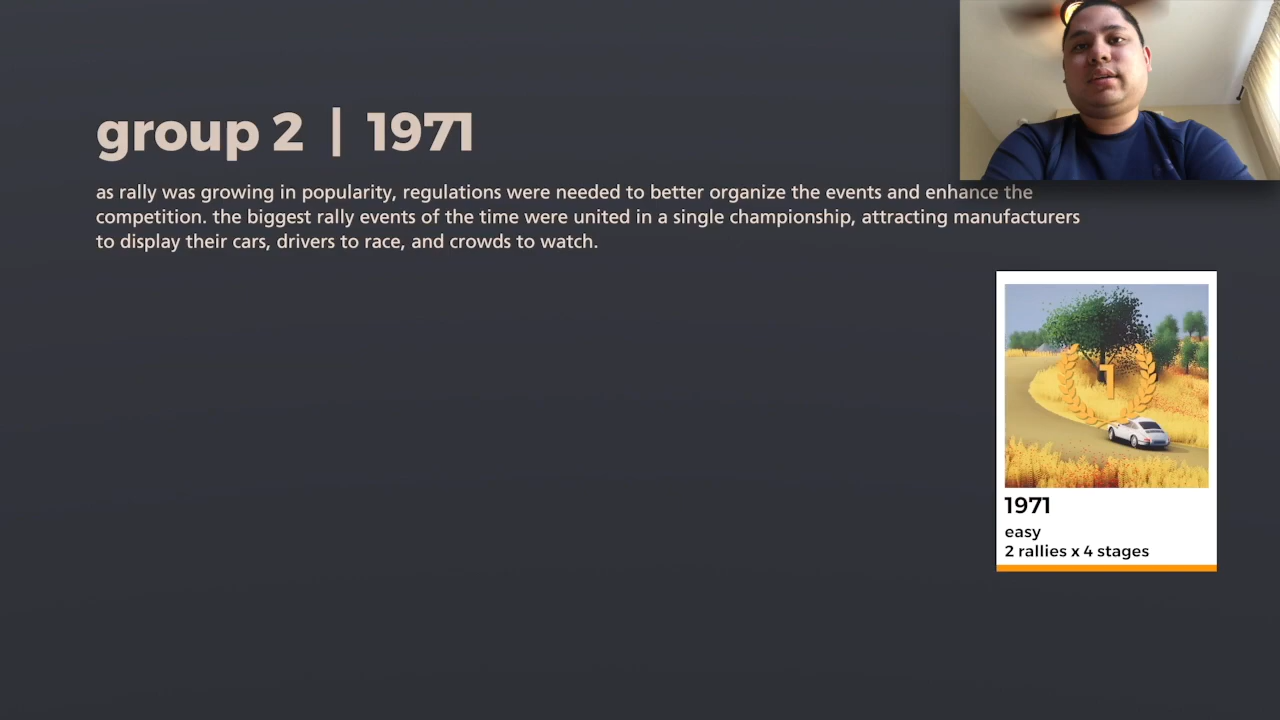 group 2 | 1971
as rally was growing in popularity, regulations were needed to better organize the events and enhance the
competition. the biggest rally events of the time were united in a single championship, attracting manufacturers
to display their cars, drivers to race, and crowds to watch.
1
1971
easy
2 rallies x 4 stages